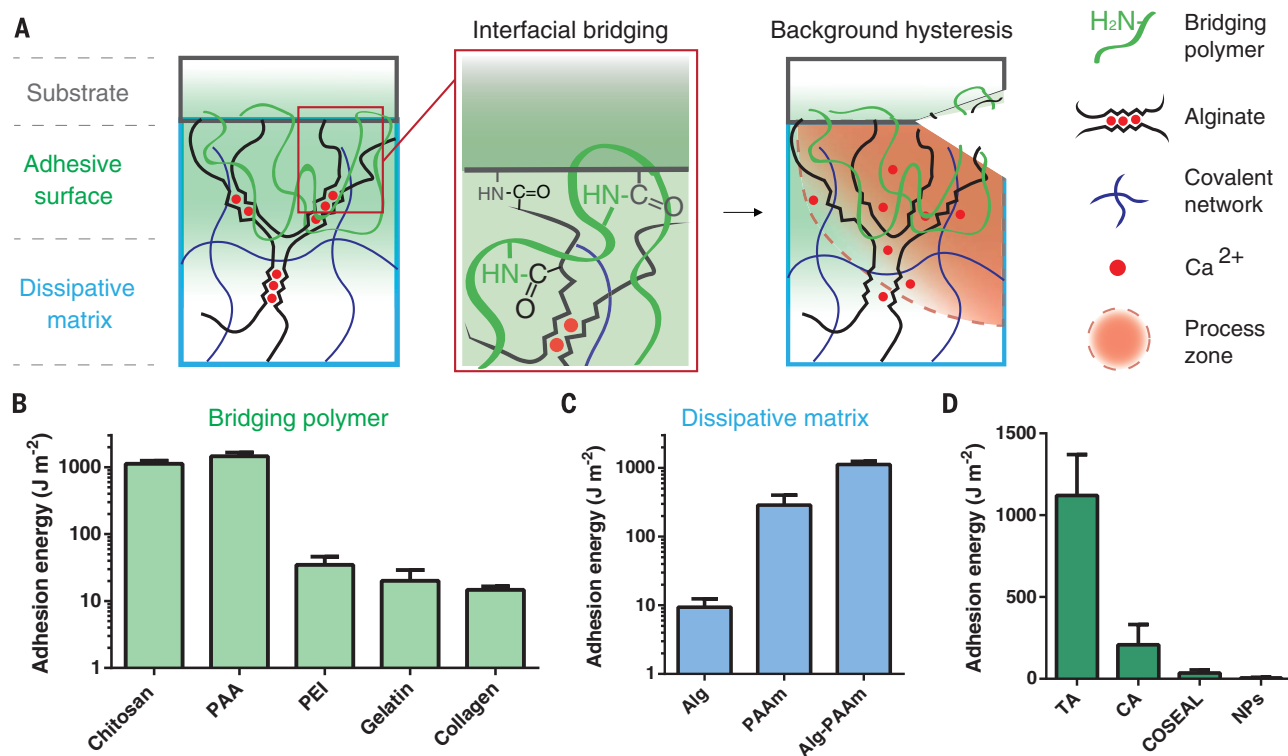 A
Substrate
Adhesive
surface
Dissipative
matrix
Interfacial bridging
HN-C=O
HN-C=O
HN-C=O
Background hysteresis
H2N-
Bridging
polymer
Alginate
Covalent
network
Ca 2+
Process
zone
B
Bridging polymer
Adhesion energy (J m-2)
1000
100
10
1
Chitosan
PAA
PEI
Gelatin
Collagen
C
Dissipative matrix
Adhesion energy (J m-2)
1000
100
10
1
Alg
PAAm
Alg-PAAm
D
Adhesion energy (J m-2)
1500
1000
500
0
TA
CA
COSEAL
NPs